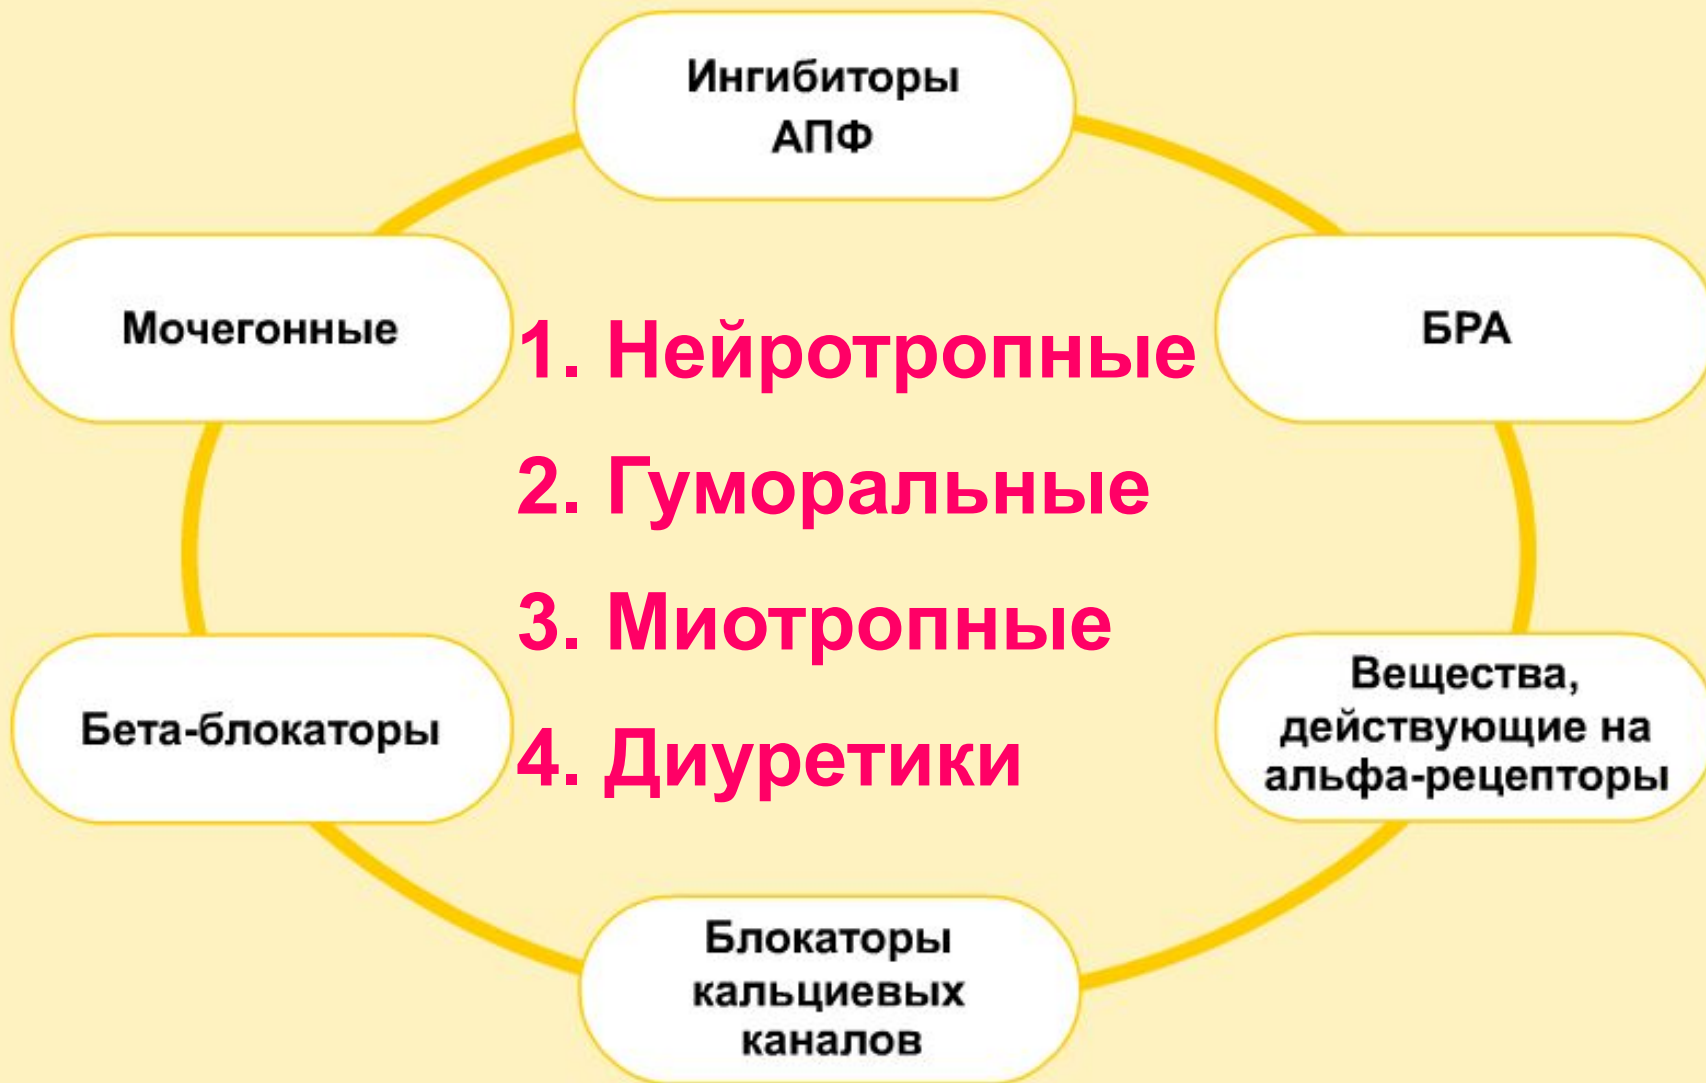 Ингибиторы
АПФ
Мочегонные
БРА
1. Нейротропные
2. Гуморальные
3. Миотропные
4. Диуретики
Бета-блокаторы
Вещества,
действующие на
альфа-рецепторы
Блокаторы
кальциевых
каналов